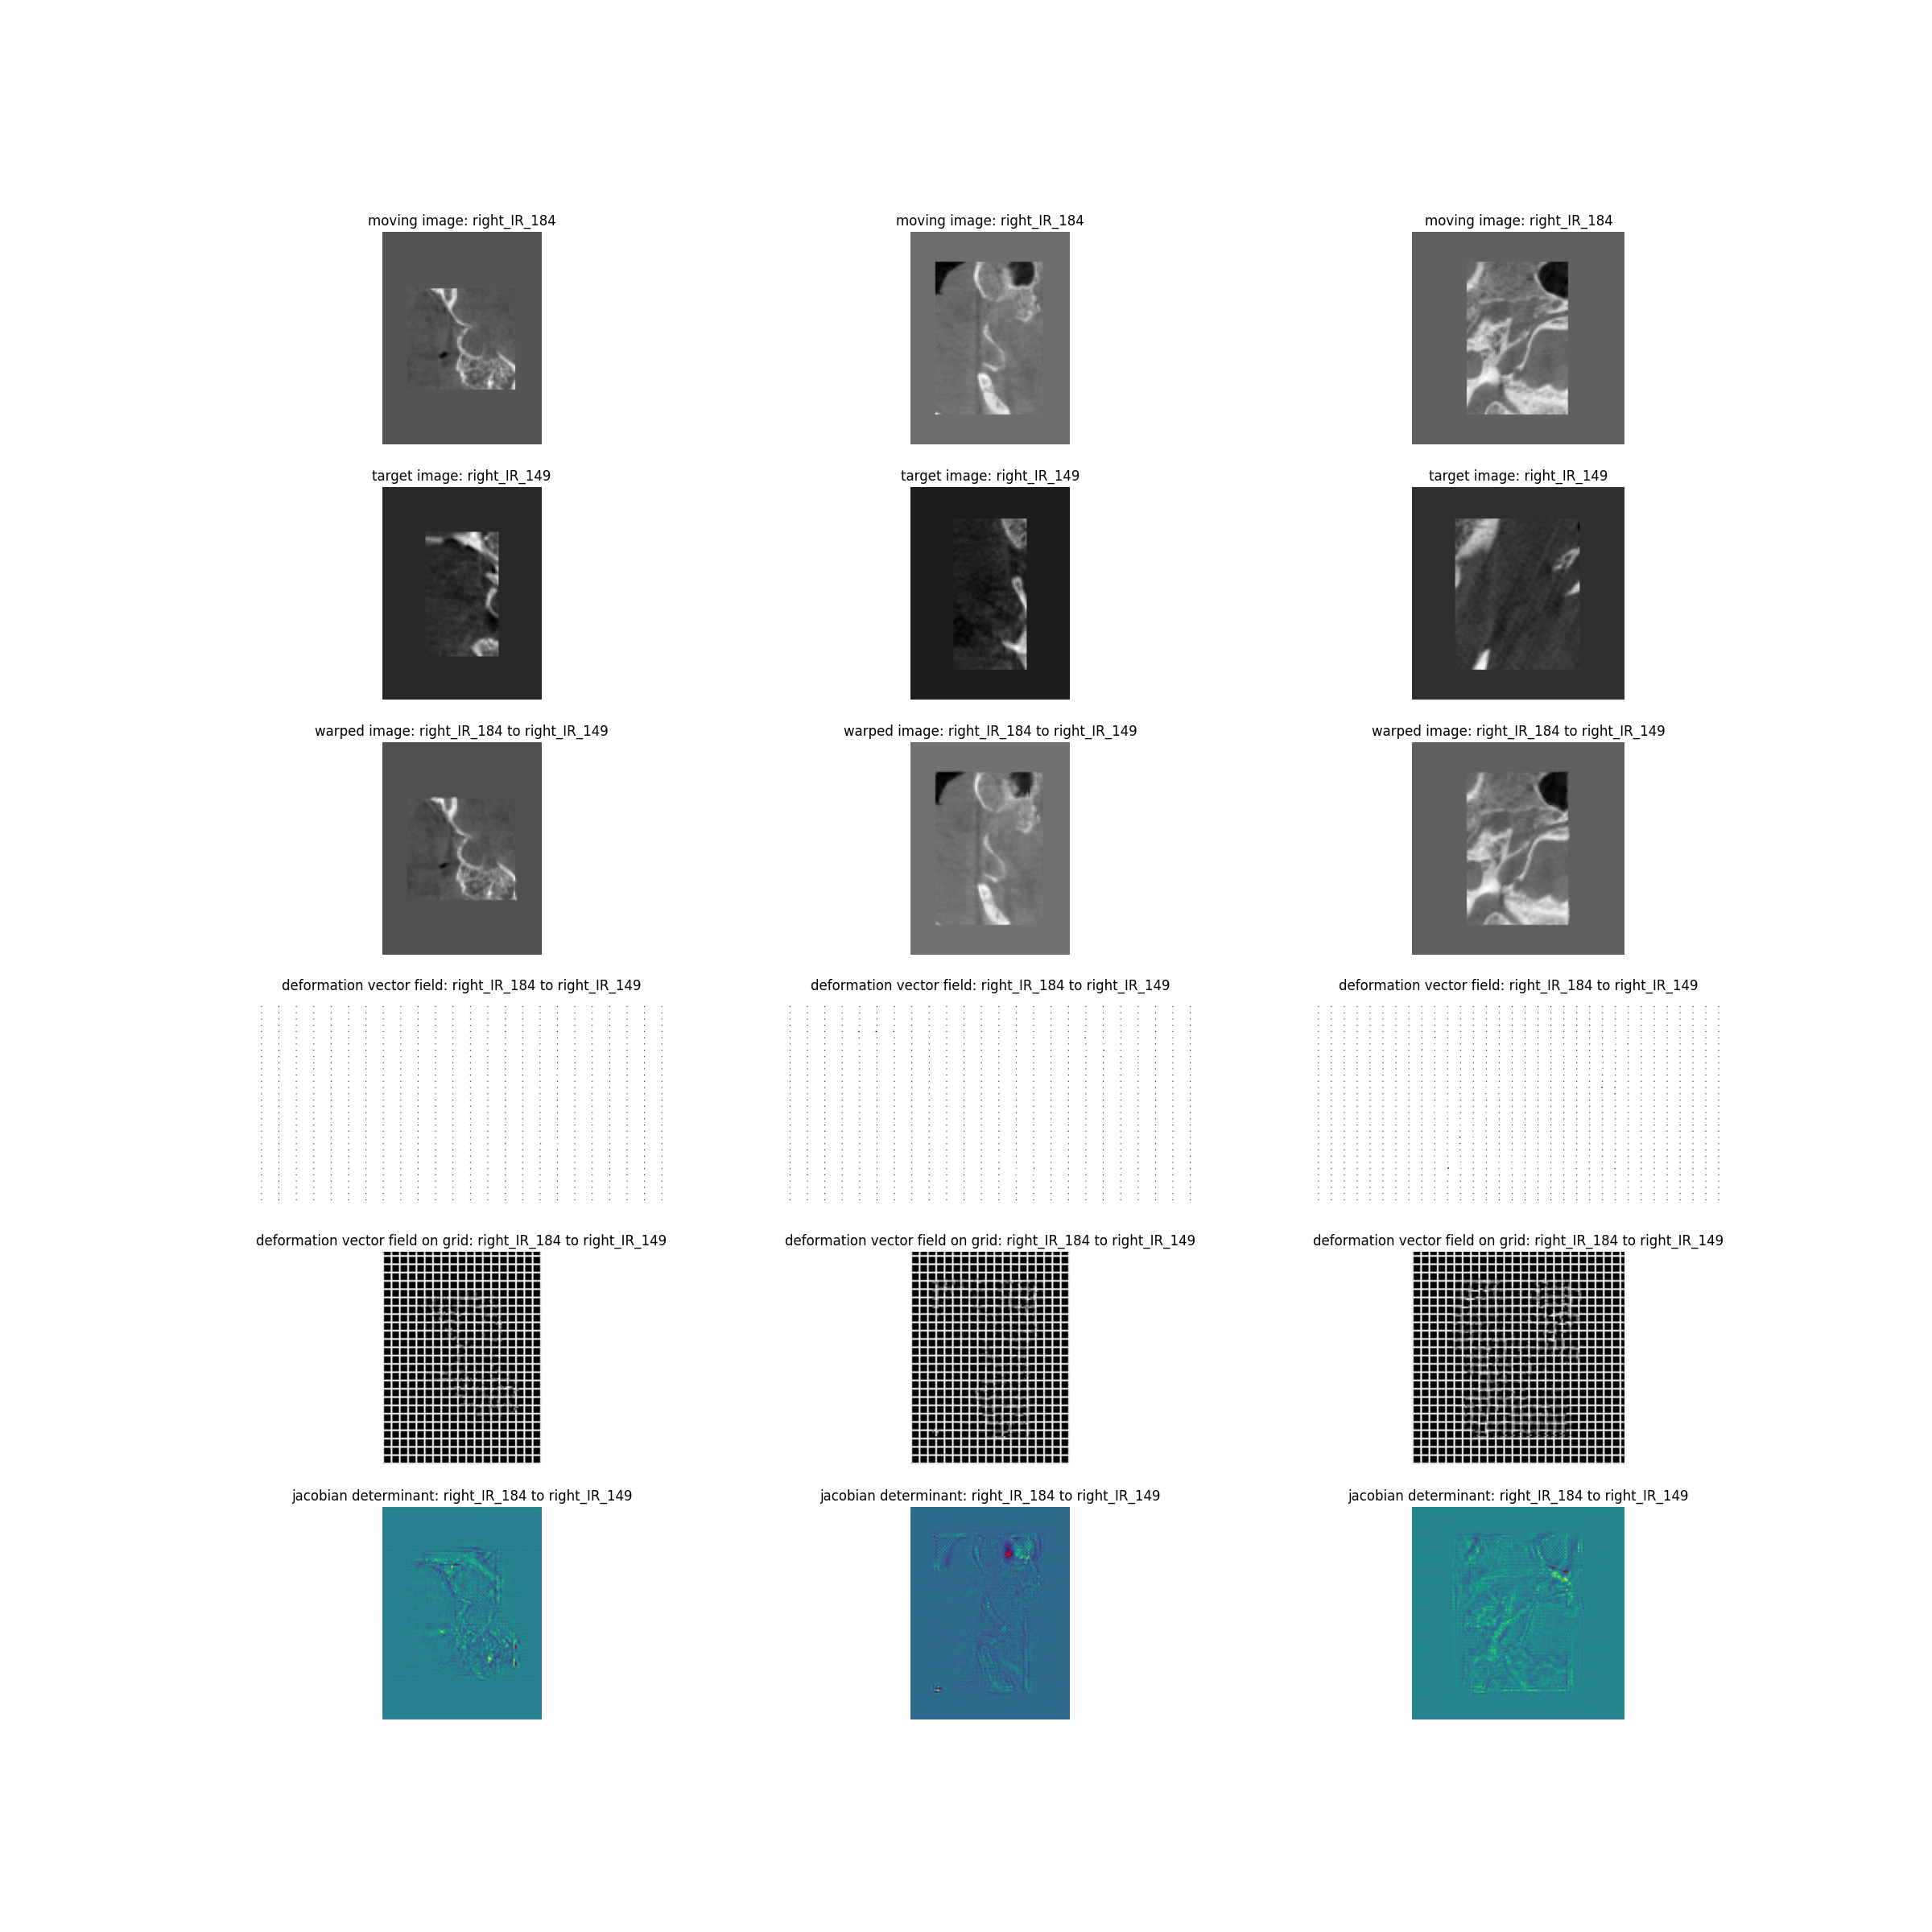 moving image: right_IR_184 moving image: right_IR_184 moving image: right_IR_184
target image: right_IR_149 target image: right_IR_149 target image: right_IR_149
warped image: right_IR_184 to right_IR_149 warped image: right_IR_184 to right_IR_149 warped image: right_IR_184 to right_IR_149
deformation vector field: right_IR_184 to right_IR_149 deformation vector field: right_IR_184 to right_IR_149 deformation vector field: right_IR_184 to right_IR_149
deformation vector field on grid: right_IR_184 to right_IR_149 deformation vector field on grid: right_IR_184 to right_IR_149 deformation vector field on grid: right_IR_184 to right_IR_149
jacobian determinant: right_IR_184 to right_IR_149 jacobian determinant: right_IR_184 to right_IR_149 jacobian determinant: right_IR_184 to right_IR_149